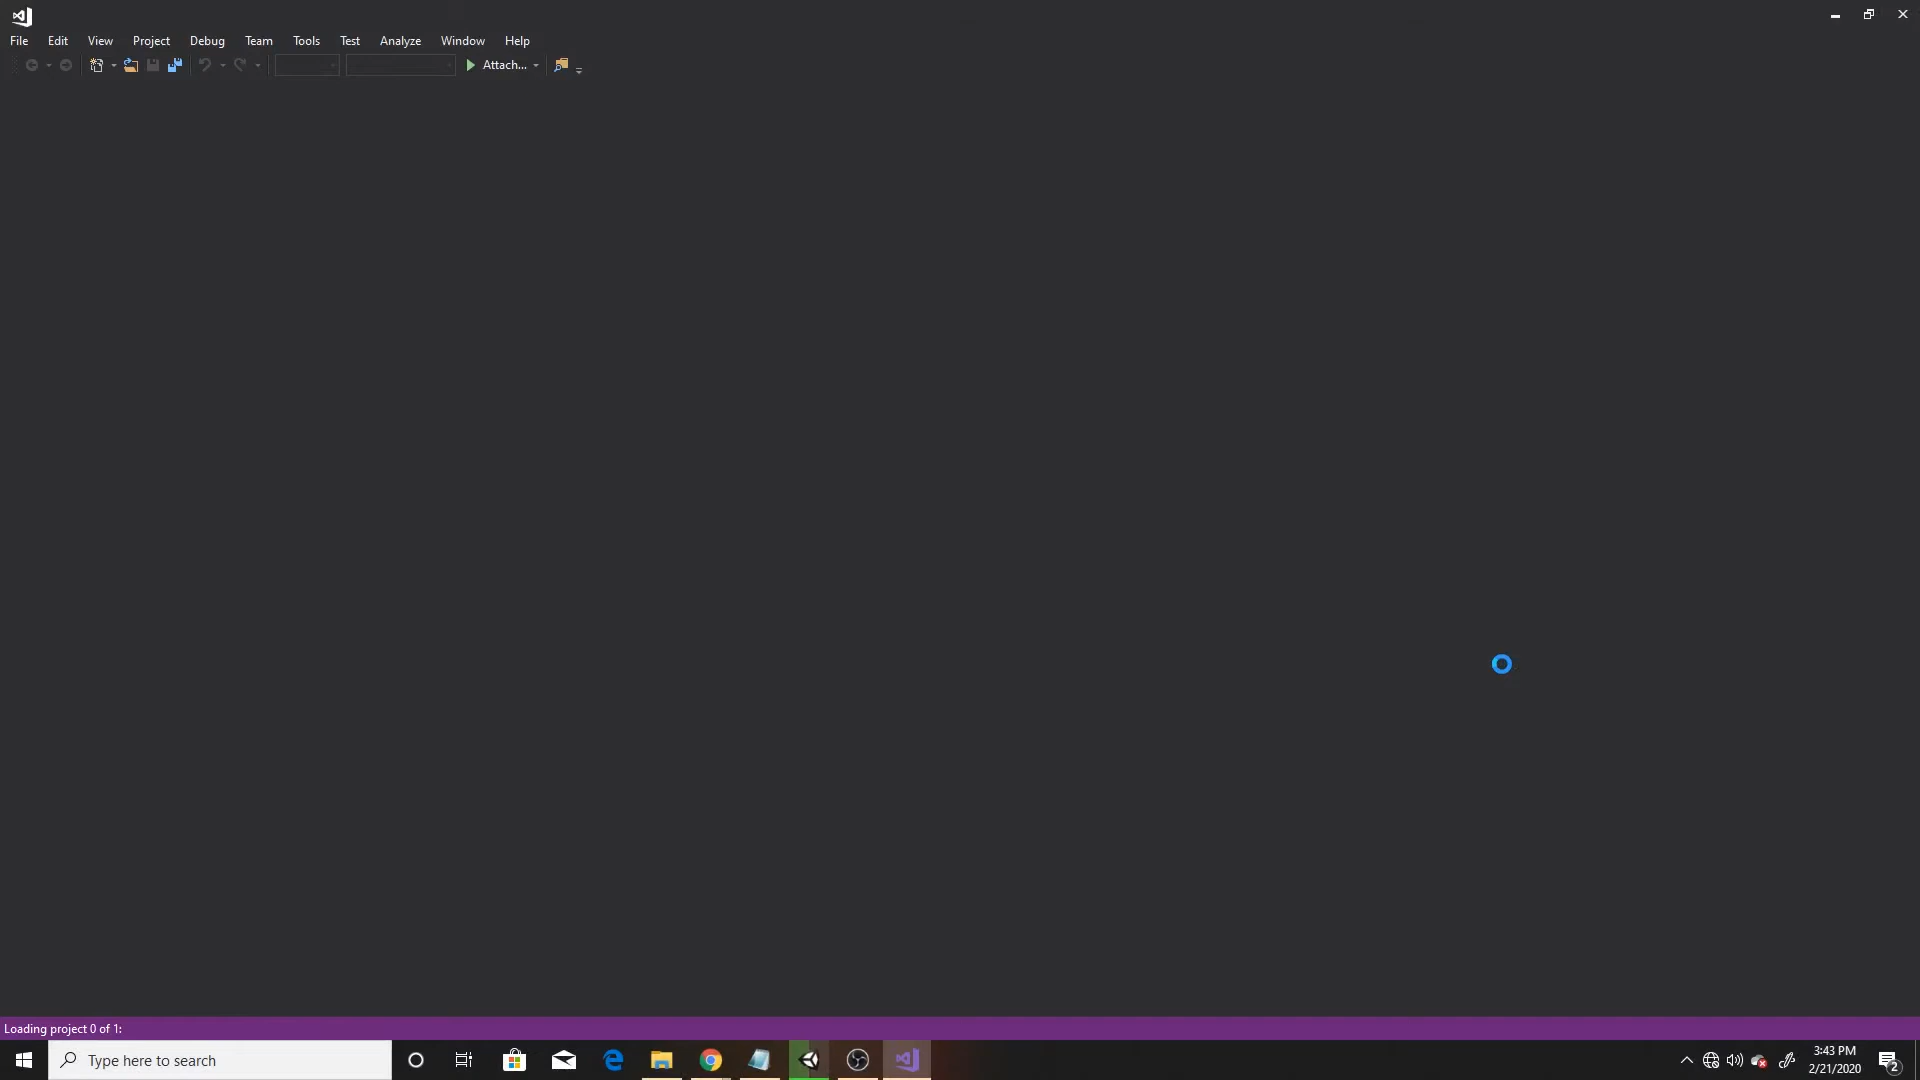 File Edit View Project Debug Team Tools Test Analyze Window Help
Attach...
Loading project 0 of 1:
Type here to search
3:43 PM
2/21/2020
2